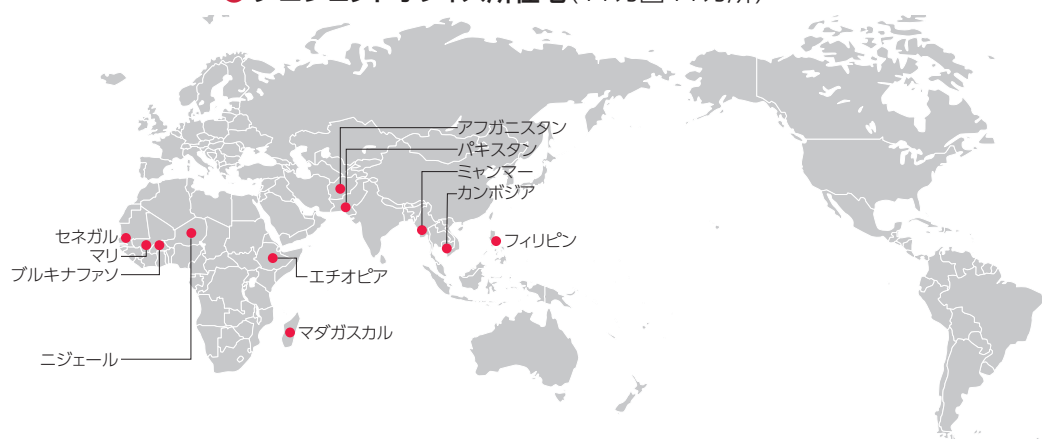 アフガニスタン
パキスタン
ミャンマー
カンボジア
セネガル
マリ
ブルキナファソ
フィリピン
エチオピア
マダガスカル
ニジェール